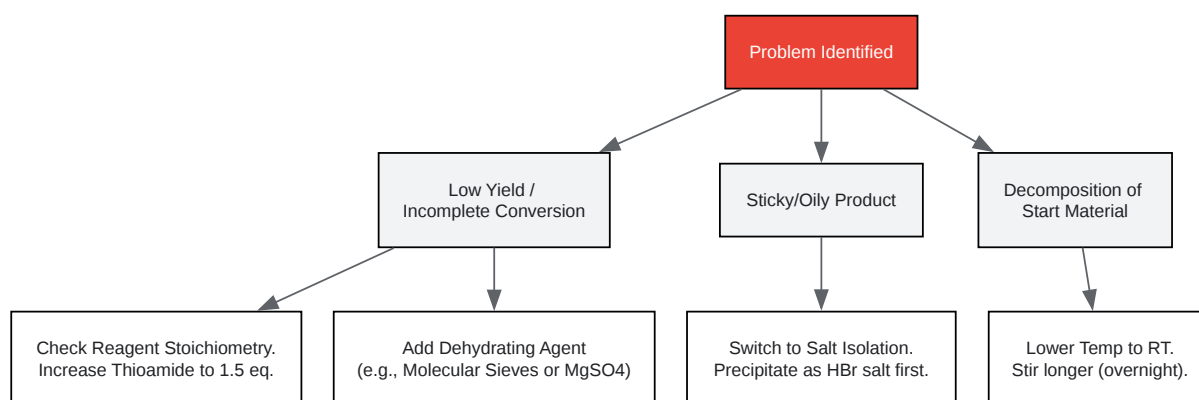 Problem Identified
Low Yield /
Incomplete Conversion
Sticky/Oily Product
Decomposition of
Start Material
Check Reagent Stoichiometry.
Increase Thioamide to 1.5 eq.
Add Dehydrating Agent
(e.g., Molecular Sieves or MgSO4)
Switch to Salt Isolation.
Precipitate as HBr salt first.
Lower Temp to RT.
Stir longer (overnight).